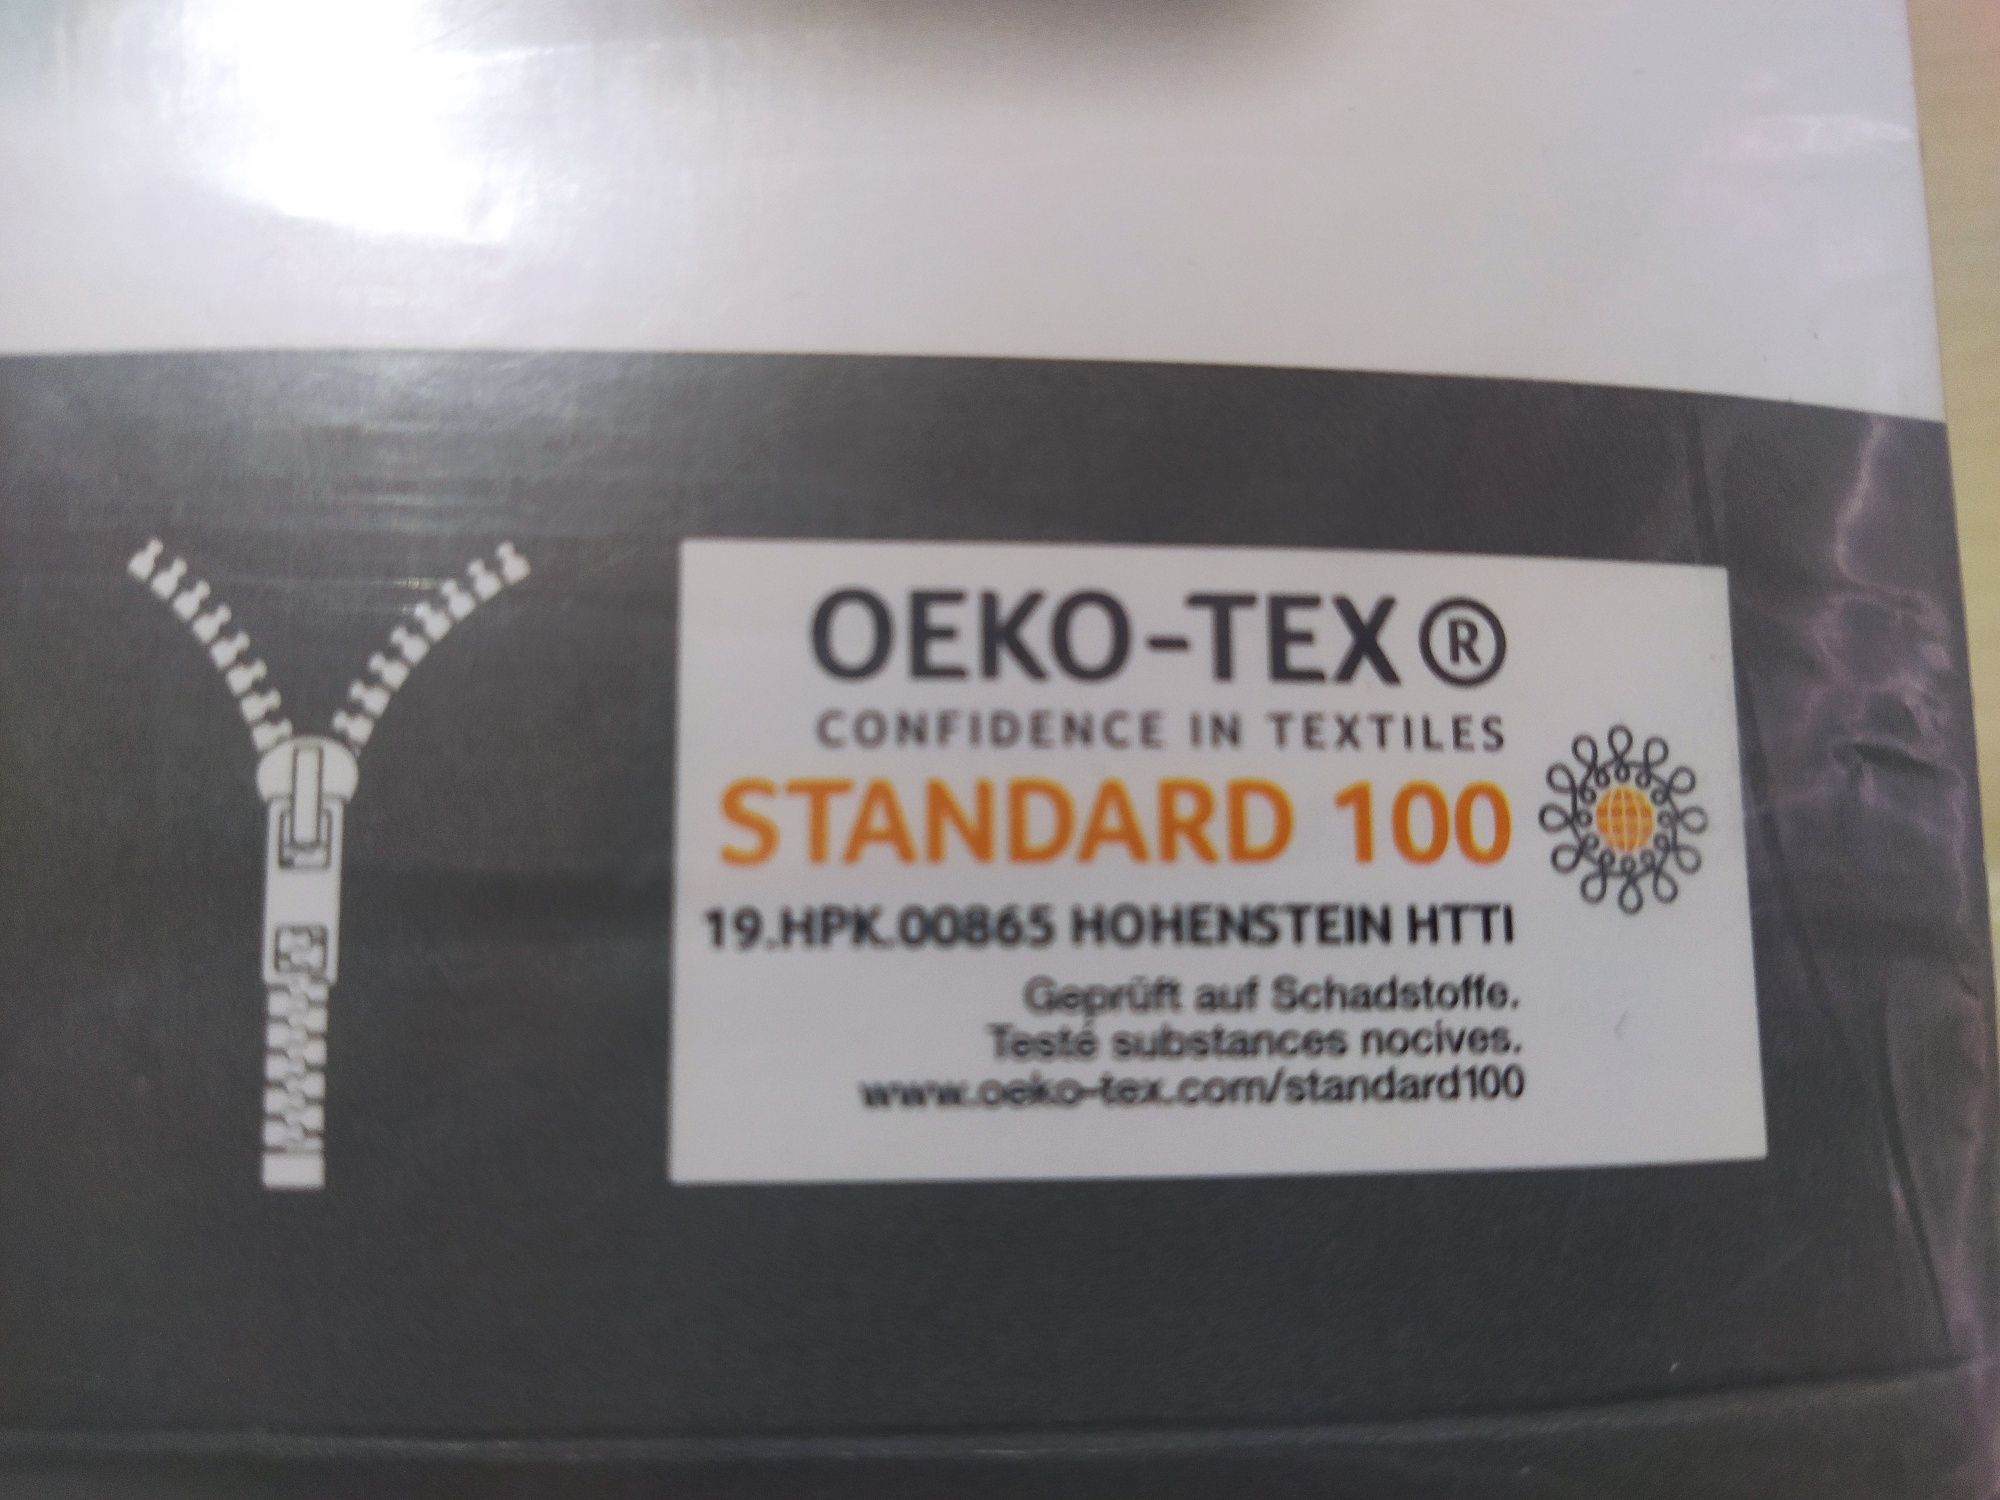 OEKO-TEX®
CONFIDENCE IN TEXTILES
STANDARD 100
19.HPK.00865 HOHENSTEIN HTTI
Geprüft auf Schadstoffe.
Testé substances nocives.
www.oeko-tex.com/standard100